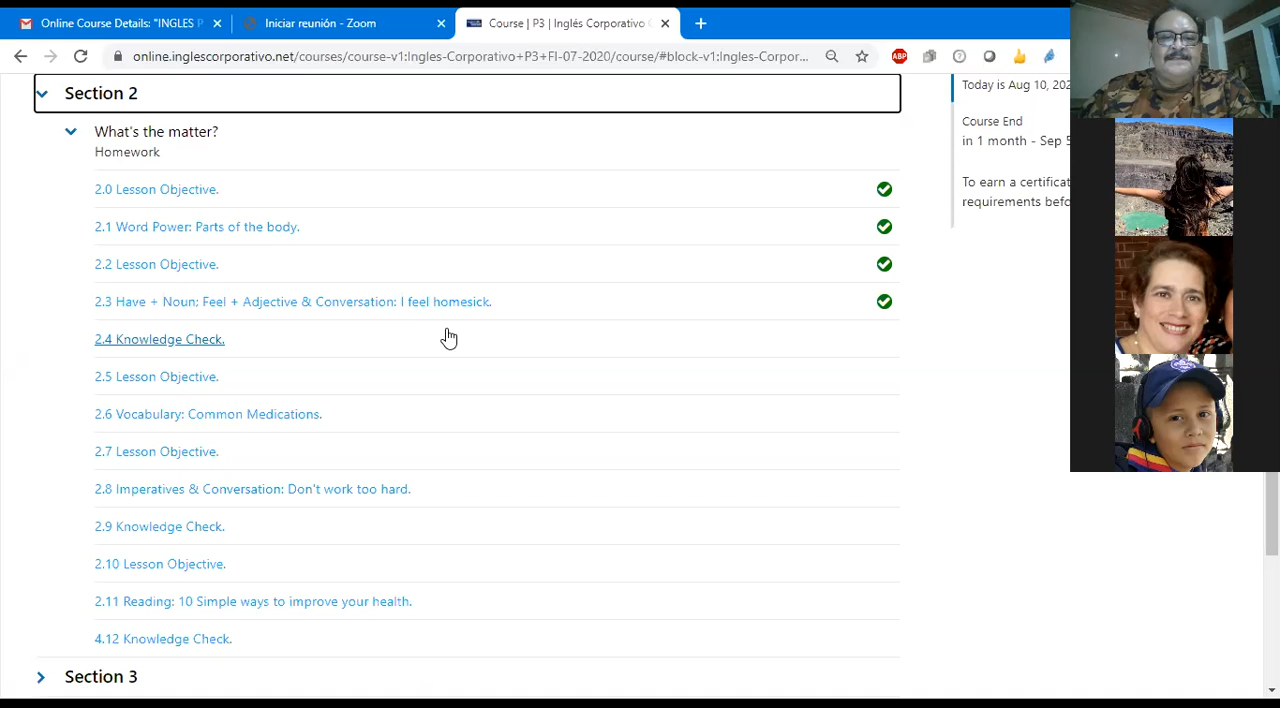 Online Course Details: "INGLES P
Iniciar reunión - Zoom
Course | P3 | Inglés Corporativo
online.inglescorporativo.net/courses/course-v1:Ingles-Corporativo+P3+FI-07-2020/course/#block-v1:Ingles-Corpor...
ABP
Section 2
Today is Aug 10, 202
What's the matter?
Course End
Homework
in 1 month - Sep 5
2.0 Lesson Objective.
To earn a certificat
requirements befo
2.1 Word Power: Parts of the body.
2.2 Lesson Objective.
2.3 Have + Noun; Feel + Adjective & Conversation: I feel homesick.
2.4 Knowledge Check.
2.5 Lesson Objective.
2.6 Vocabulary: Common Medications.
2.7 Lesson Objective.
2.8 Imperatives & Conversation: Don't work too hard.
2.9 Knowledge Check.
2.10 Lesson Objective.
2.11 Reading: 10 Simple ways to improve your health.
4.12 Knowledge Check.
Section 3